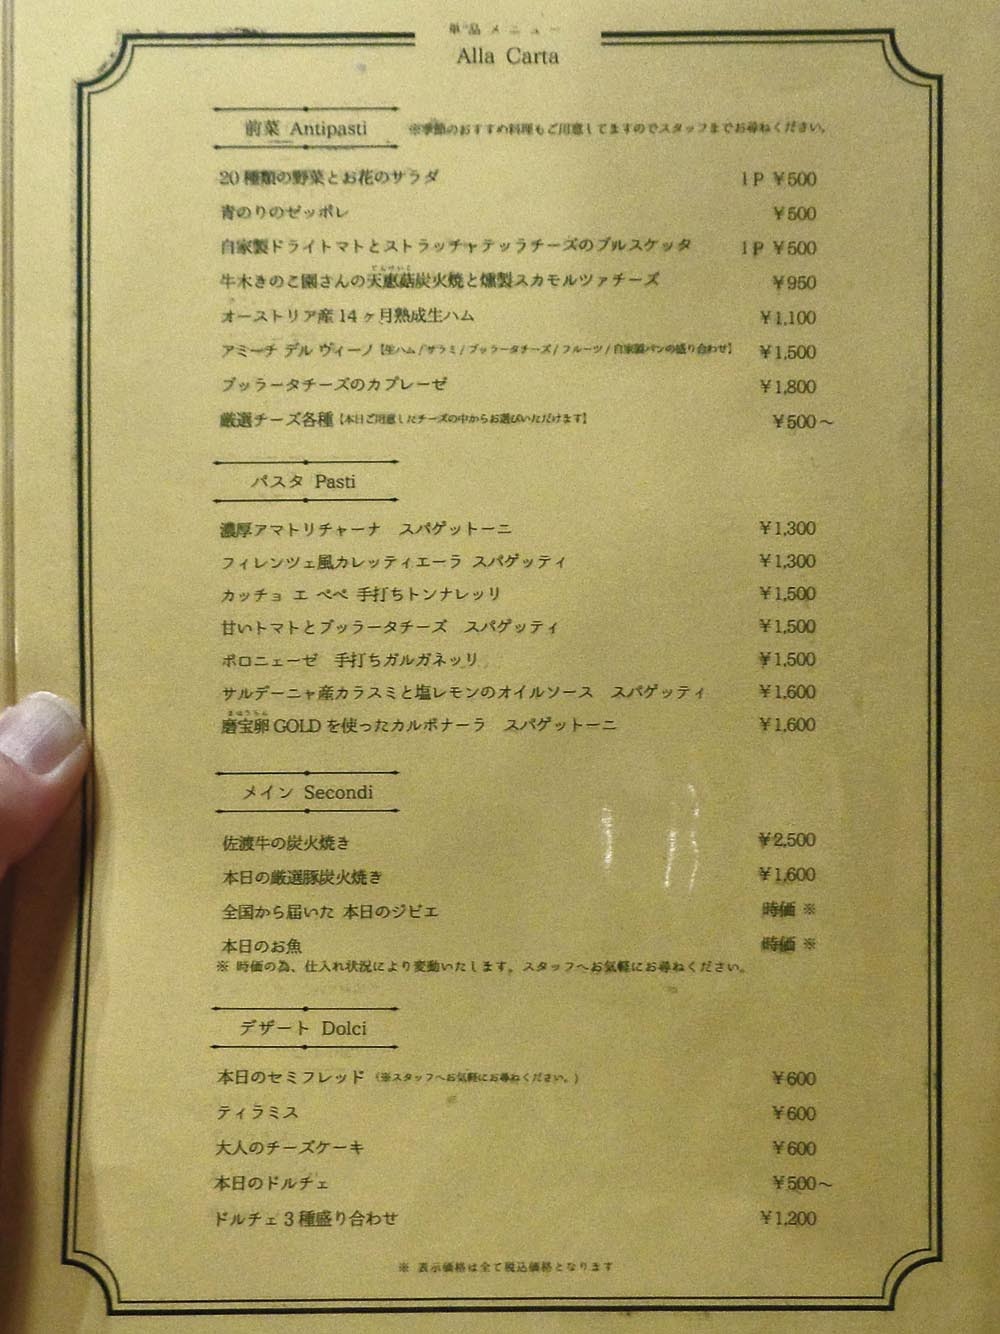 単品メニュー
Alla Carta
前菜 Antipasti ※季節のおすすめ料理もご用意してますのでスタッフまでお尋ねください。
20種類の野菜とお花のサラダ 1P ¥500
青のりのゼッポレ ¥500
自家製ドライトマトとストラッチャテッラチーズのブルスケッタ 1P ¥500
牛木きのこ園さんの天恵菇炭火焼と燻製スカモルツァチーズ ¥950
オーストリア産14ヶ月熟成生ハム ¥1,100
アミーチ デル ヴィーノ【生ハム/サラミ/ブッラータチーズ/フルーツ/自家製パンの盛り合わせ】 ¥1,500
ブッラータチーズのカプレーゼ ¥1,800
厳選チーズ各種【本日ご用意したチーズの中からお選びいただけます】 ¥500～
パスタ Pasti
濃厚アマトリチャーナ　スパゲットーニ ¥1,300
フィレンツェ風カレッティエーラ スパゲッティ ¥1,300
カッチョ エ ペペ 手打ちトンナレッリ ¥1,500
甘いトマトとブッラータチーズ　スパゲッティ ¥1,500
ボロニェーゼ　手打ちガルガネッリ ¥1,500
サルデーニャ産カラスミと塩レモンのオイルソース　スパゲッティ ¥1,600
まほうらん
磨宝卵GOLDを使ったカルボナーラ　スパゲットーニ ¥1,600
メイン Secondi
佐渡牛の炭火焼き ¥2,500
本日の厳選豚炭火焼き ¥1,600
全国から届いた 本日のジビエ 時価 ※
本日のお魚 時価 ※
※ 時価の為、仕入れ状況により変動いたします。スタッフへお気軽にお尋ねください。
デザート Dolci
本日のセミフレッド（※スタッフへお気軽にお尋ねください。） ¥600
ティラミス ¥600
大人のチーズケーキ ¥600
本日のドルチェ ¥500～
ドルチェ3種盛り合わせ ¥1,200
※ 表示価格は全て税込価格となります